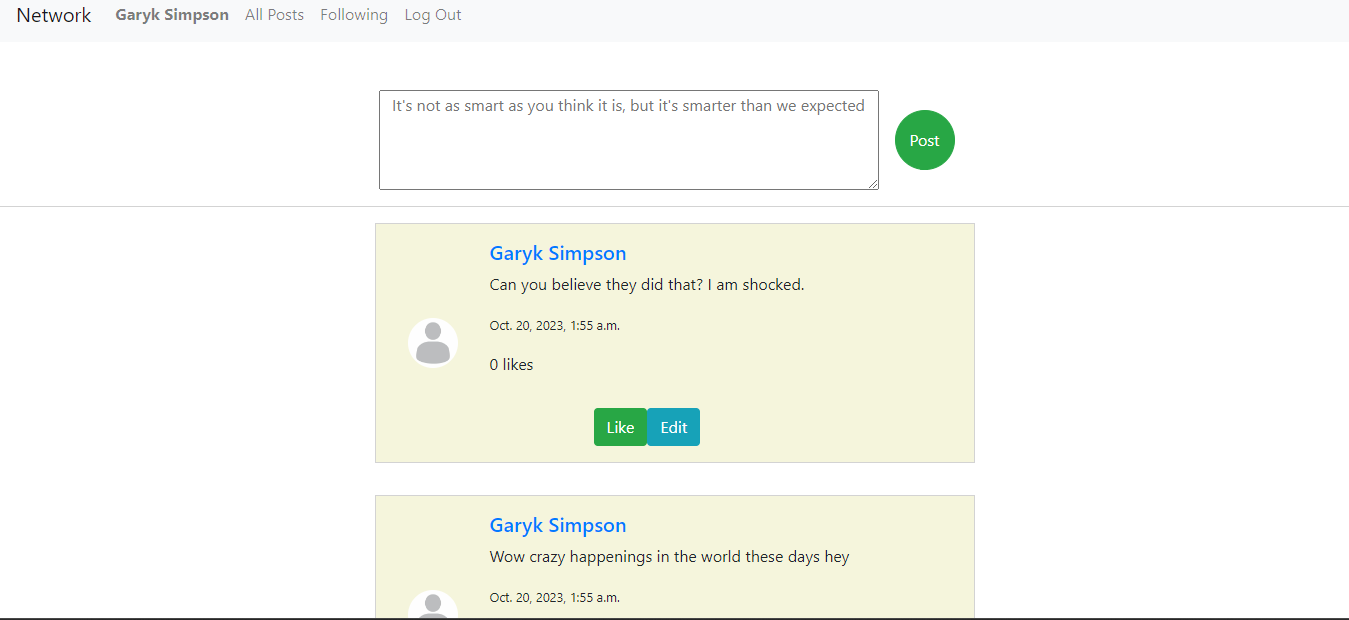 Network Garyk Simpson All Posts Following Log Out
It's not as smart as you think it is, but it's smarter than we expected
Post
Garyk Simpson
Can you believe they did that? I am shocked.
Oct. 20, 2023, 1:55 a.m.
0 likes
Like Edit
Garyk Simpson
Wow crazy happenings in the world these days hey
Oct. 20, 2023, 1:55 a.m.